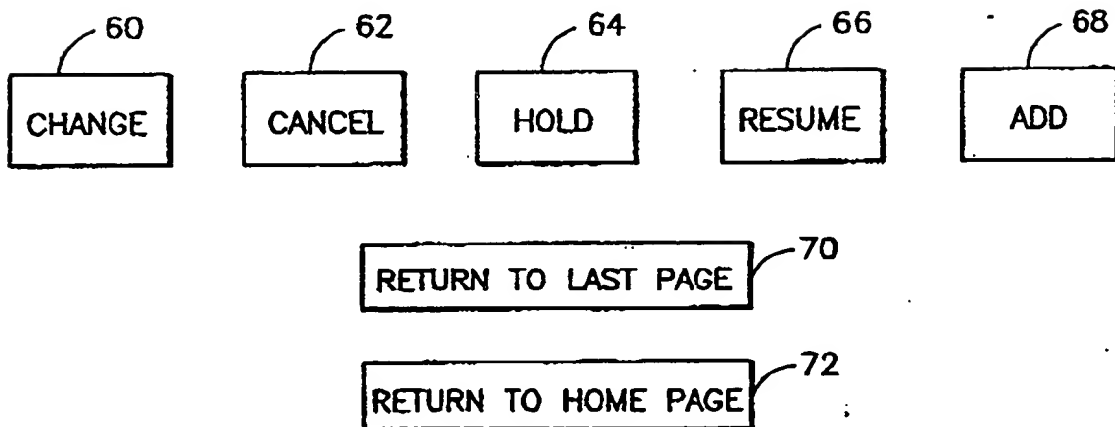 60 62 64 66 68
CHANGE CANCEL HOLD RESUME ADD
70
RETURN TO LAST PAGE
72
RETURN TO HOME PAGE